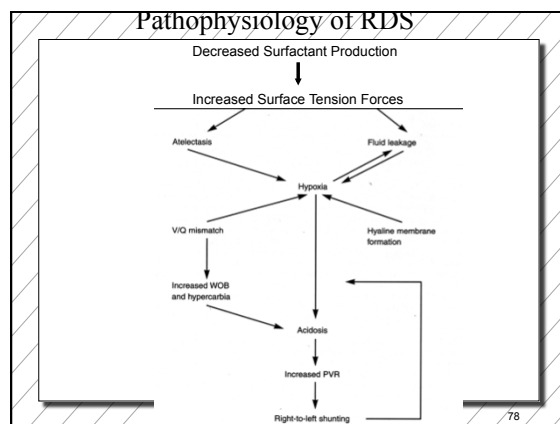 Pathophysiology of RDS
Decreased Surfactant Production
Increased Surface Tension Forces
Atelectasis
Fluid leakage
Hypoxia
V/Q mismatch
Hyaline membrane
formation
Increased WOB
and hypercarbia
Acidosis
Increased PVR
Right-to-left shunting
78